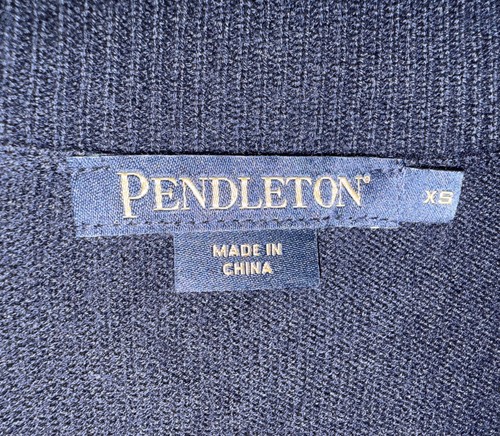 PENDLETON®
XS
MADE IN
CHINA